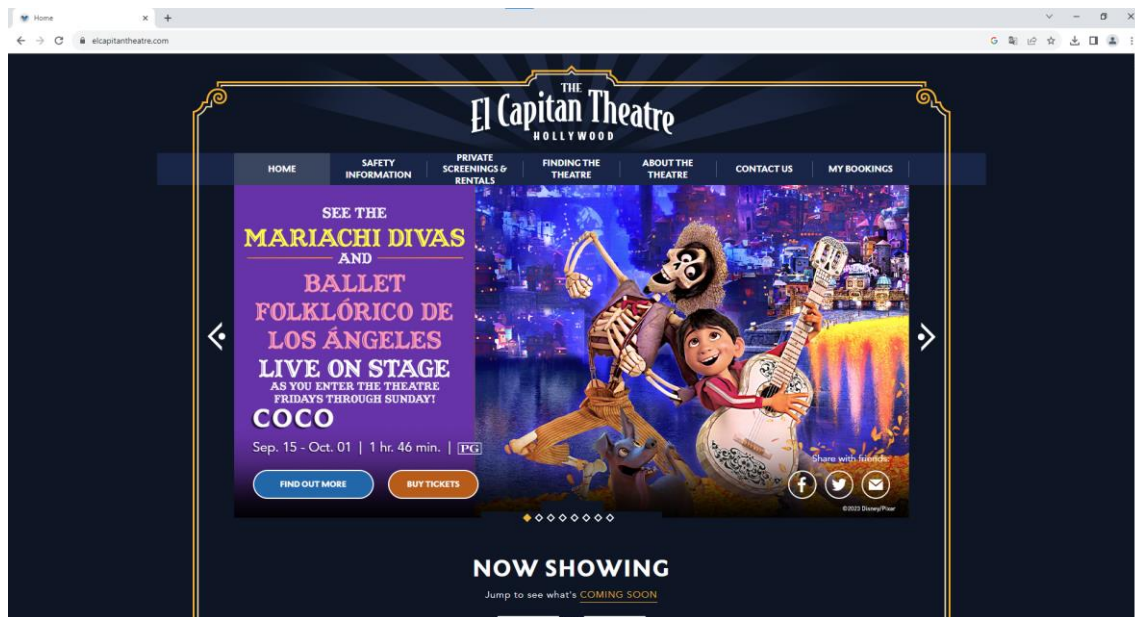 Home
elcapitantheatre.com
THE
El Capitan Theatre
HOLLYWOOD
HOME
SAFETY
INFORMATION
PRIVATE
SCREENINGS &
RENTALS
FINDING THE
THEATRE
ABOUT THE
THEATRE
CONTACT US
MY BOOKINGS
SEE THE
MARIACHI DIVAS
AND
BALLET
FOLKLÓRICO DE
LOS ÁNGELES
LIVE ON STAGE
AS YOU ENTER THE THEATRE
FRIDAYS THROUGH SUNDAY!
COCO
Sep. 15 - Oct. 01 | 1 hr. 46 min. | PG
FIND OUT MORE
BUY TICKETS
Share with friends:
©2023 Disney/Pixar
NOW SHOWING
Jump to see what's COMING SOON